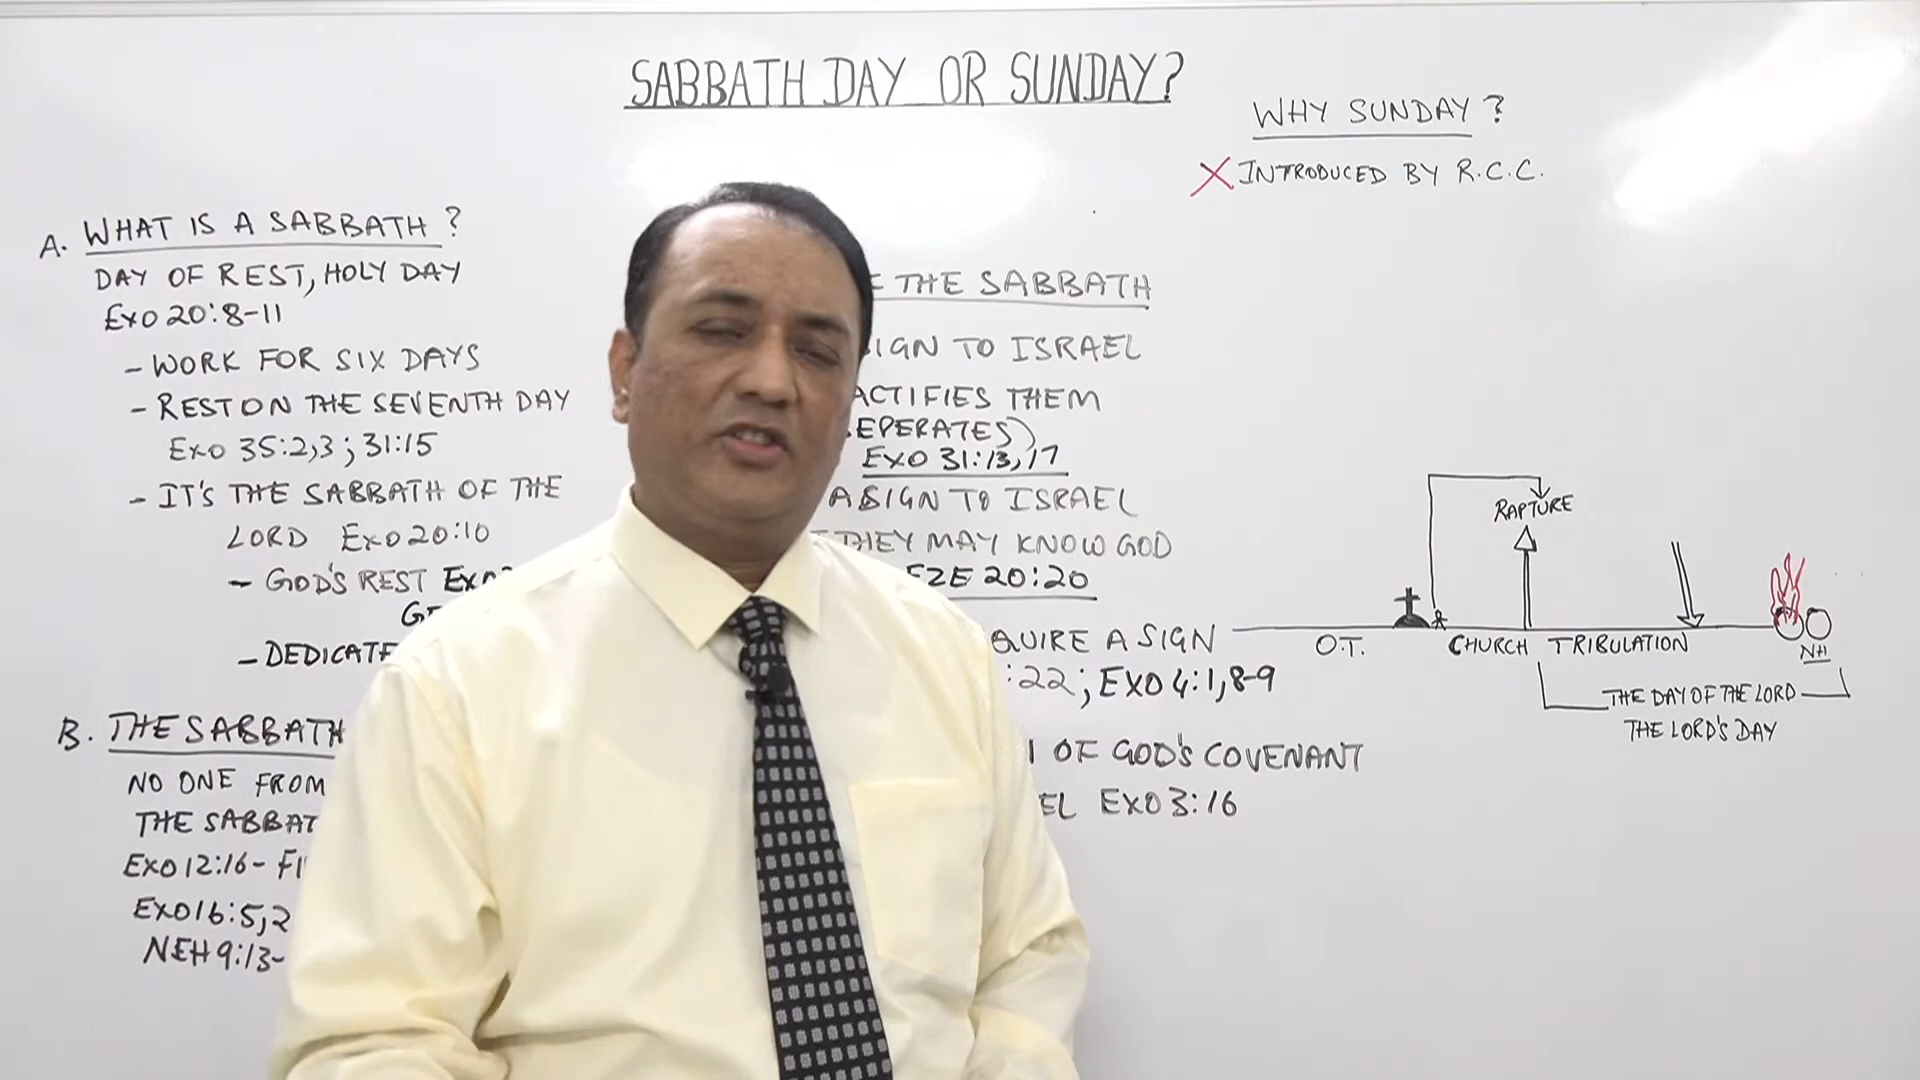 SABBATH DAY OR SUNDAY?
WHY SUNDAY?
X INTRODUCED BY R.C.C.
A. WHAT IS A SABBATH?
DAY OF REST, HOLY DAY
EXO 20:8-11
- WORK FOR SIX DAYS
- REST ON THE SEVENTH DAY
EXO 35:2,3; 31:15
- IT'S THE SABBATH OF THE
LORD EXO 20:10
- GOD'S REST
- DEDICATE
B. THE SABBATH
NO ONE FROM
THE SABBAT
EXO 12:16-
EXO 16:5,2
NEH 9:13-
THE SABBATH
IGN TO ISRAEL
ACTIFIES THEM
EPERATES)
EXO 31:13,17
A SIGN TO ISRAEL
THEY MAY KNOW GOD
EZE 20:20
QUIRE A SIGN
:22; EXO 4:1,8-9
OF GOD'S COVENANT
EL EXO 3:16
RAPTURE
O.T. CHURCH TRIBULATION NH
THE DAY OF THE LORD
THE LORD'S DAY